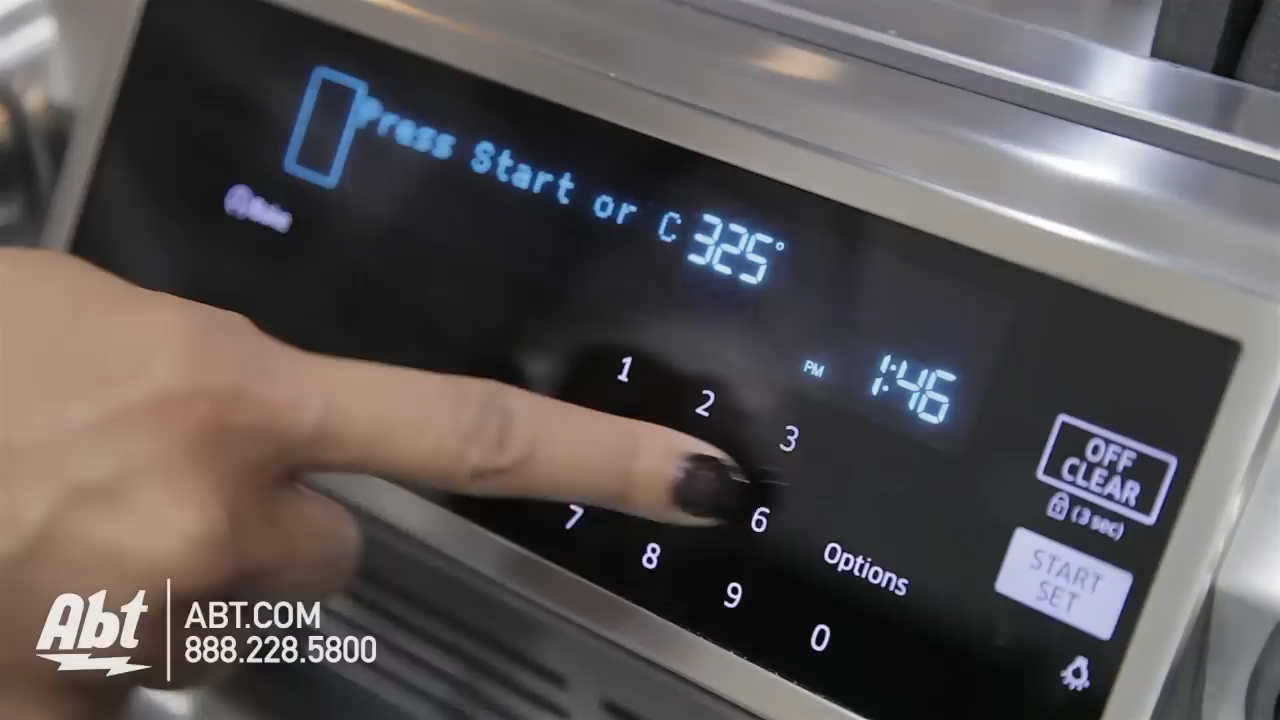 Press Start or C
325°
PM 1:46
1
2
3
6
7
8
9
0
Options
OFF
CLEAR
(3 sec)
START
SET
Abt
ABT.COM
888.228.5800